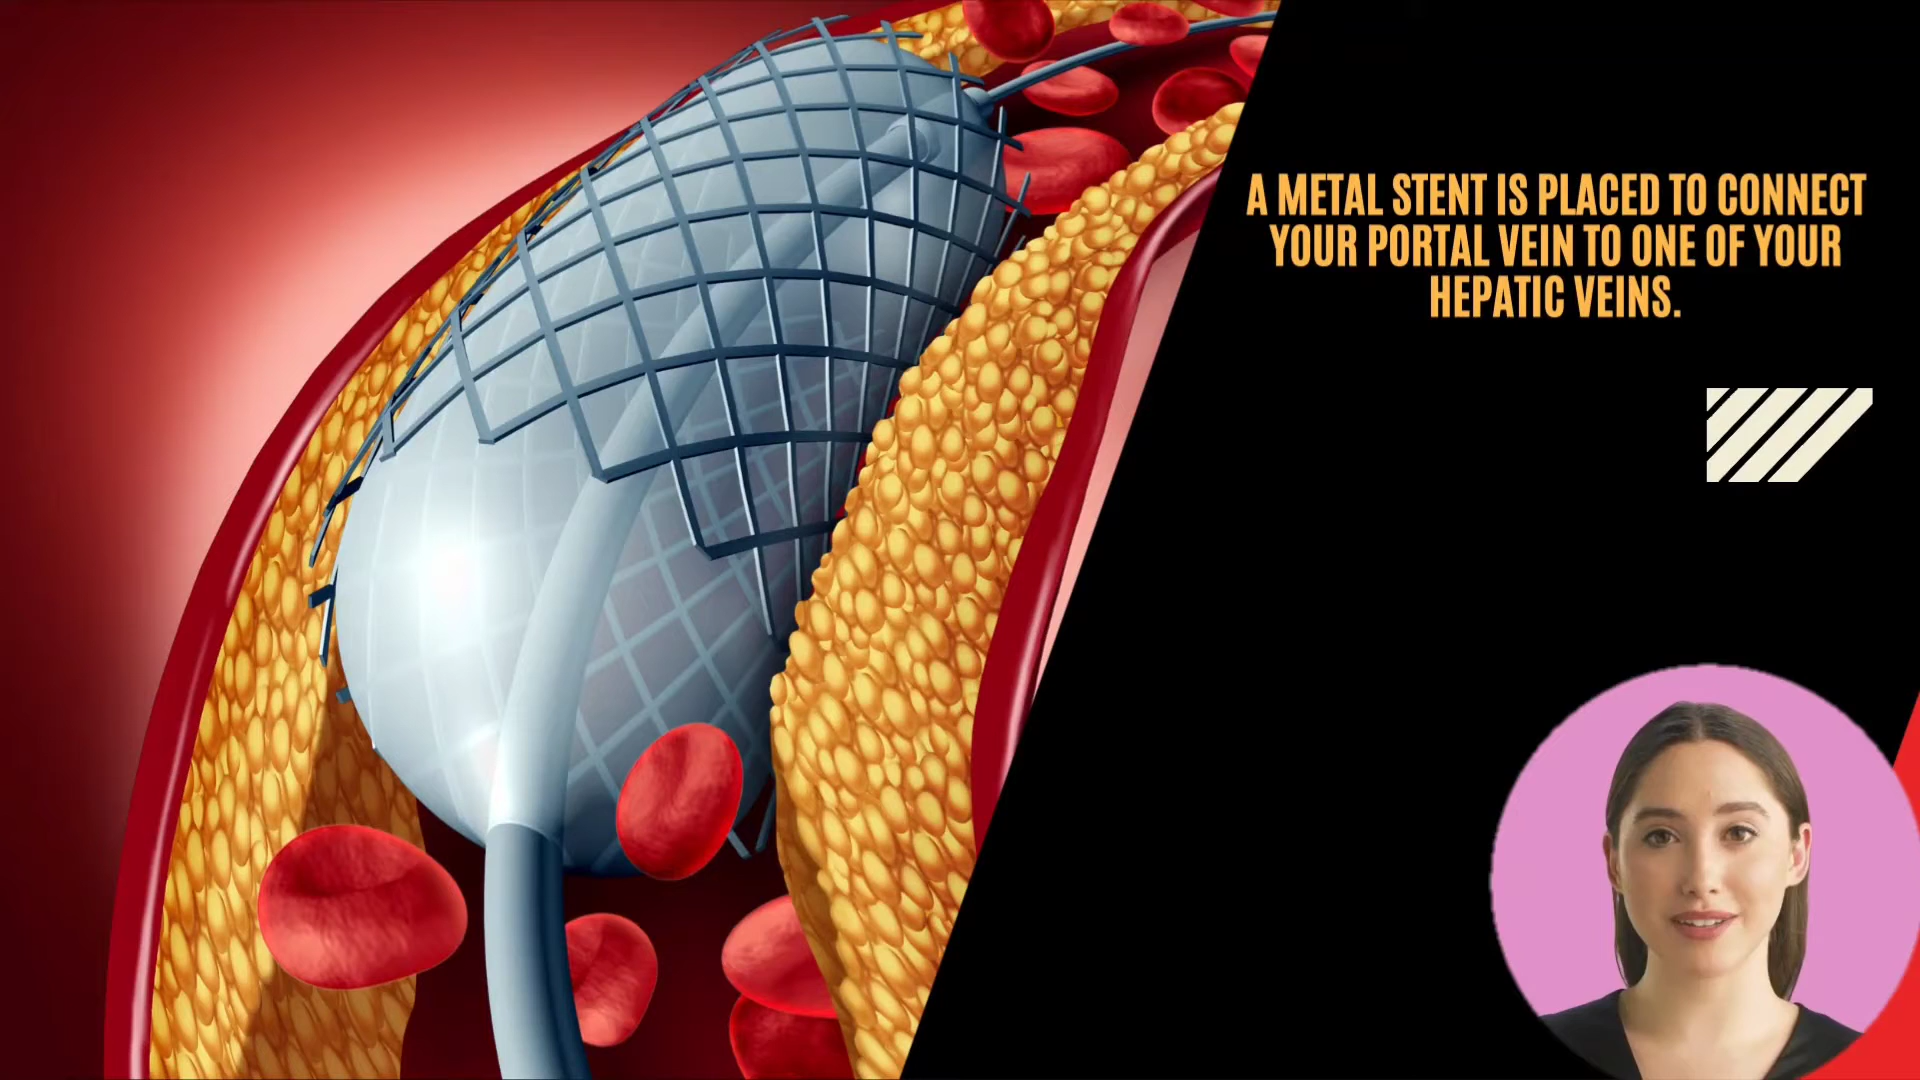 A METAL STENT IS PLACED TO CONNECT
YOUR PORTAL VEIN TO ONE OF YOUR
HEPATIC VEINS.